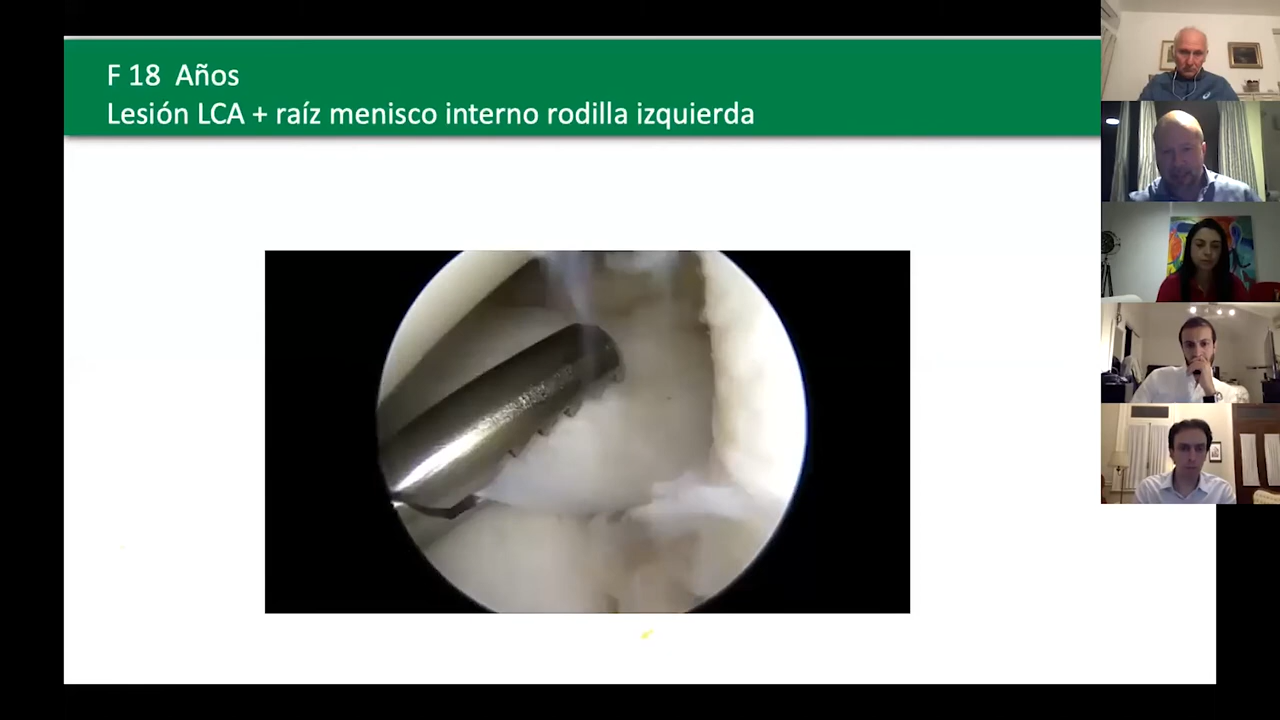 F 18 Años
Lesión LCA + raíz menisco interno rodilla izquierda